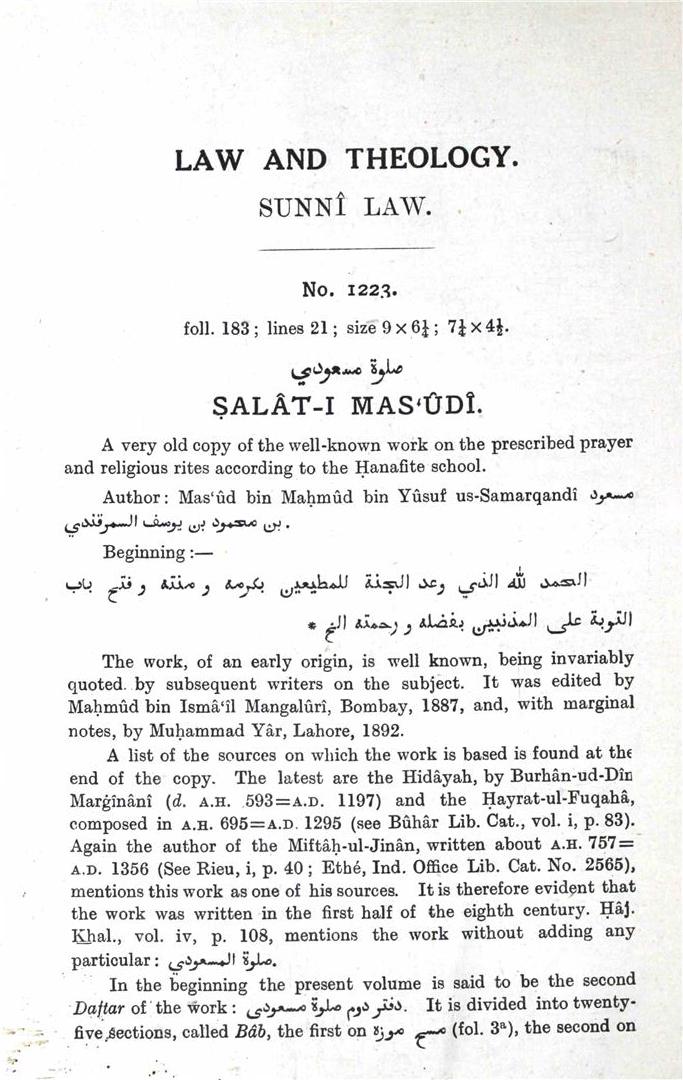 LAW AND THEOLOGY.
SUNNÎ LAW.
No. 1223.
foll. 183; lines 21; size 9 × 6¼; 7¼ × 4½.
صلوة مسعودي
ṢALÂT-I MAS‘ÛDÎ.
A very old copy of the well-known work on the prescribed prayer
and religious rites according to the Ḥanafite school.
Author: Mas‘ûd bin Maḥmûd bin Yûsuf us-Samarqandî مسعود
بن محمود بن يوسف السمرقندي .
Beginning :—
الحمد لله الذي وعد الجنة للمطيعين بكرمه و منته و فتح باب
التوبة على المذنبين بفضله و رحمته الخ *
The work, of an early origin, is well known, being invariably
quoted. by subsequent writers on the subject. It was edited by
Maḥmûd bin Ismâ‘îl Mangalûrî, Bombay, 1887, and, with marginal
notes, by Muḥammad Yâr, Lahore, 1892.
A list of the sources on which the work is based is found at the
end of the copy. The latest are the Hidâyah, by Burhân-ud-Dîn
Marġînânî (d. A.H. 593=A.D. 1197) and the Ḥayrat-ul-Fuqahâ,
composed in A.H. 695=A.D. 1295 (see Bûhâr Lib. Cat., vol. i, p. 83).
Again the author of the Miftâḥ-ul-Jinân, written about A.H. 757=
A.D. 1356 (See Rieu, i, p. 40; Ethé, Ind. Office Lib. Cat. No. 2565),
mentions this work as one of his sources. It is therefore evident that
the work was written in the first half of the eighth century. Ḥâj.
Khal., vol. iv, p. 108, mentions the work without adding any
particular: صلوة المسعودي.
In the beginning the present volume is said to be the second
Daftar of the work: دفتر دوم صلوة مسعودى. It is divided into twenty-
five sections, called Bâb, the first on مسح موزه (fol. 3ᵃ), the second on